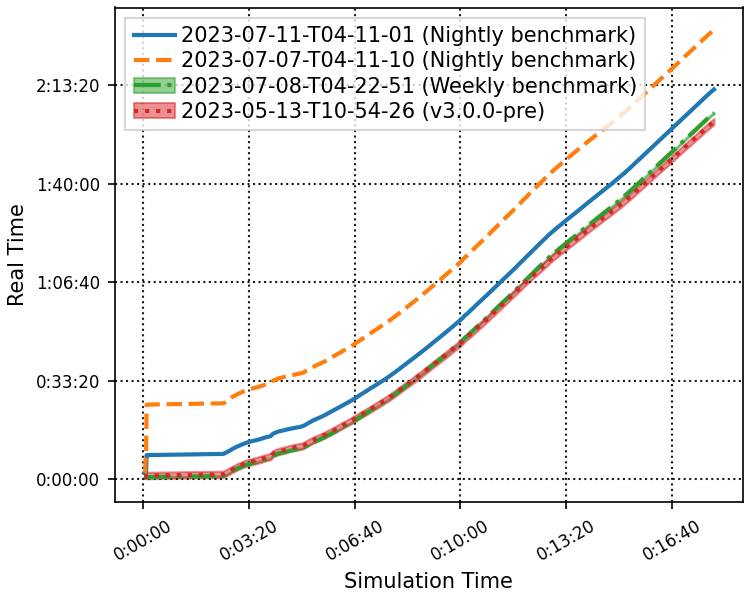 2023-07-11-T04-11-01 (Nightly benchmark)
2023-07-07-T04-11-10 (Nightly benchmark)
2023-07-08-T04-22-51 (Weekly benchmark)
2023-05-13-T10-54-26 (v3.0.0-pre)
Real Time
2:13:20
1:40:00
1:06:40
0:33:20
0:00:00
0:00:00
0:03:20
0:06:40
0:10:00
0:13:20
0:16:40
Simulation Time